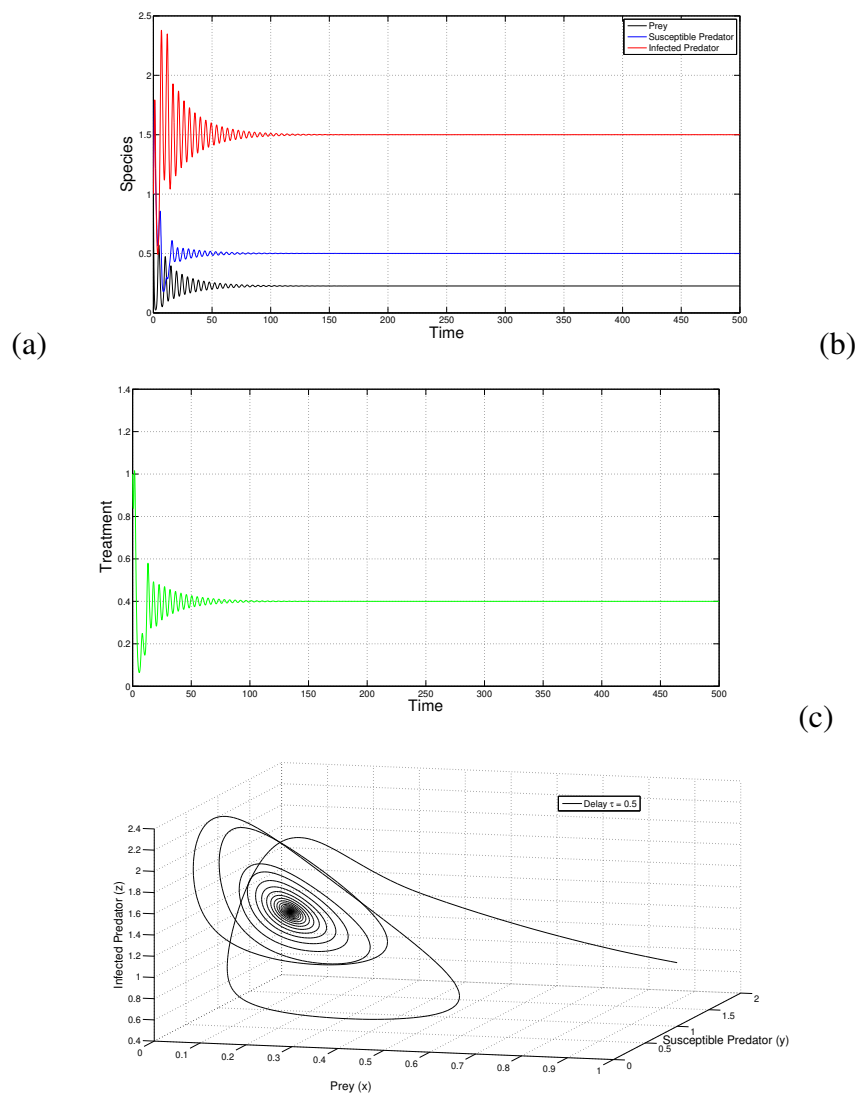 2.5
Prey
Susceptible Predator
Infected Predator
2
1.5
Species
1
0.5
0
0 50 100 150 200 250 300 350 400 450 500
Time
(a) (b)
1.4
1.2
1
Treatment
0.8
0.6
0.4
0.2
0
0 50 100 150 200 250 300 350 400 450 500
Time
(c)
Delay τ = 0.5
2.4
2.2
2
1.8
1.6
1.4
1.2
1
0.8
0.6
0.4
Infected Predator (z)
0 0.1 0.2 0.3 0.4 0.5 0.6 0.7 0.8 0.9 1
Prey (x)
0 0.5 1 1.5 2
Susceptible Predator (y)